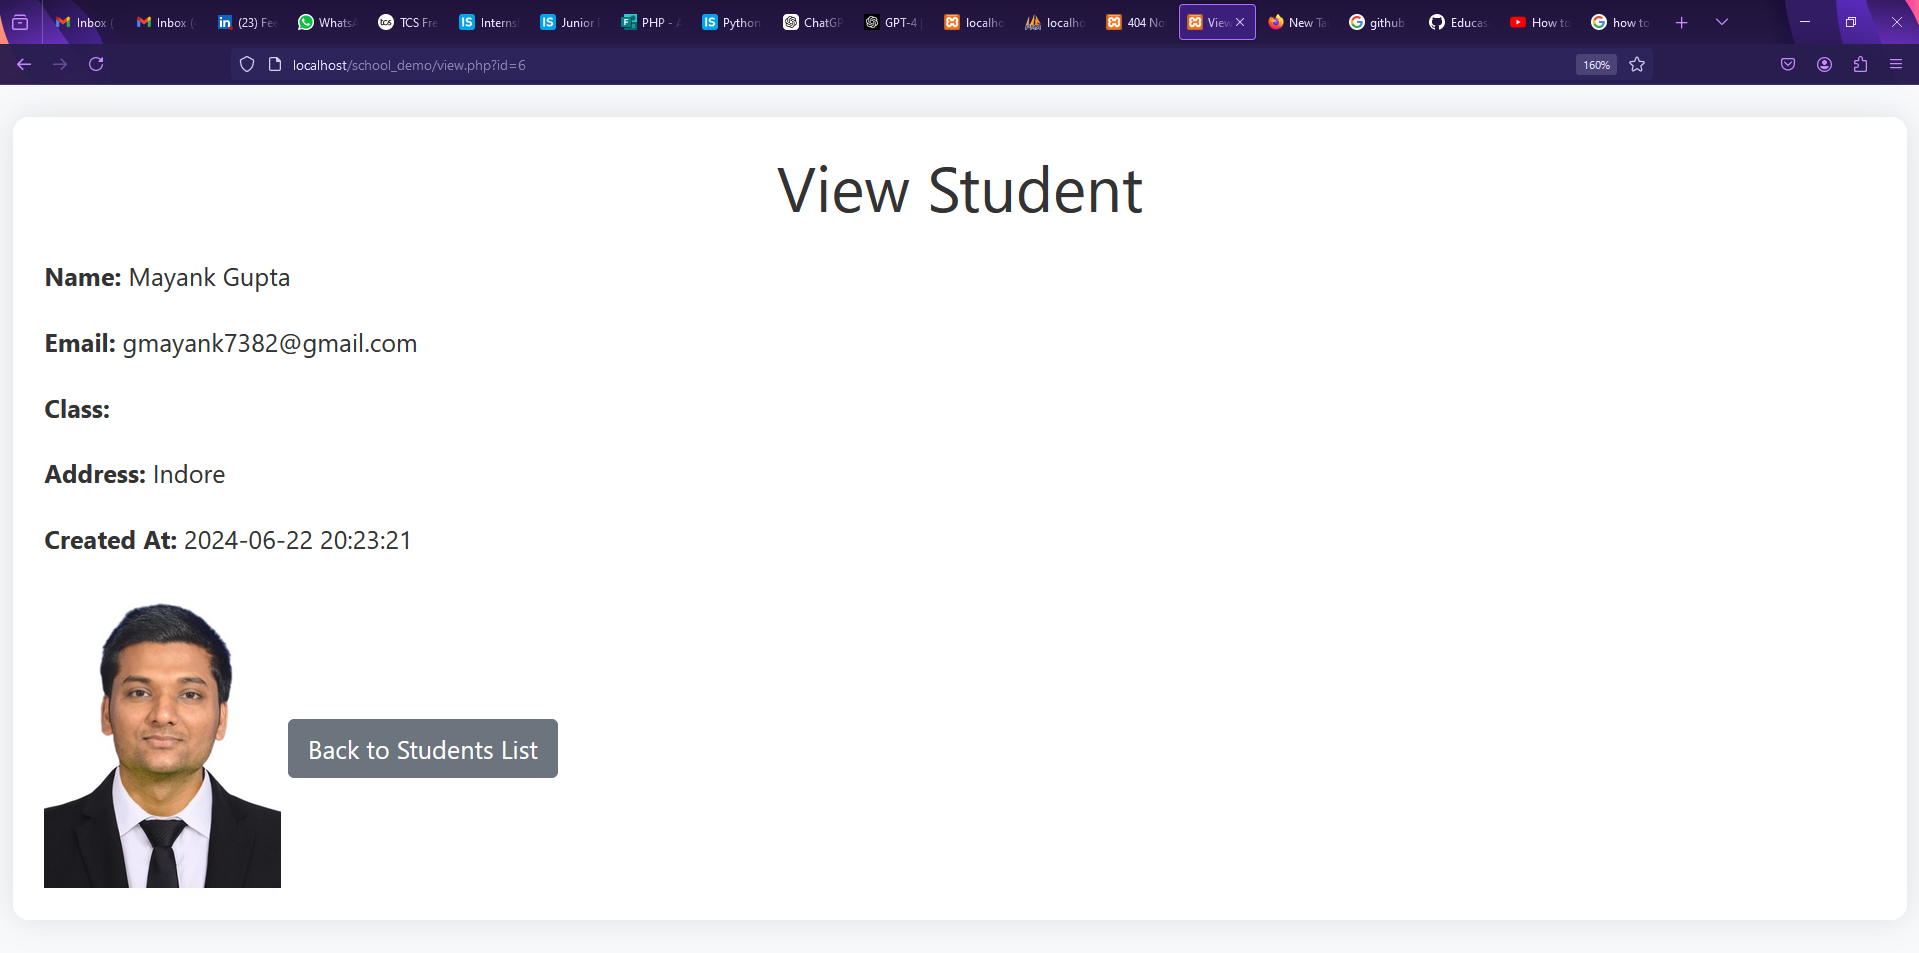 Inbox (
Inbox (
(23) Fee
WhatsA
TCS Fre
Interns
Junior
PHP - A
Python
ChatGP
GPT-4
localho
localho
404 No
View
New Ta
github
Educas
How to
how to
localhost/school_demo/view.php?id=6
160%
View Student
Name: Mayank Gupta
Email: gmayank7382@gmail.com
Class:
Address: Indore
Created At: 2024-06-22 20:23:21
Back to Students List